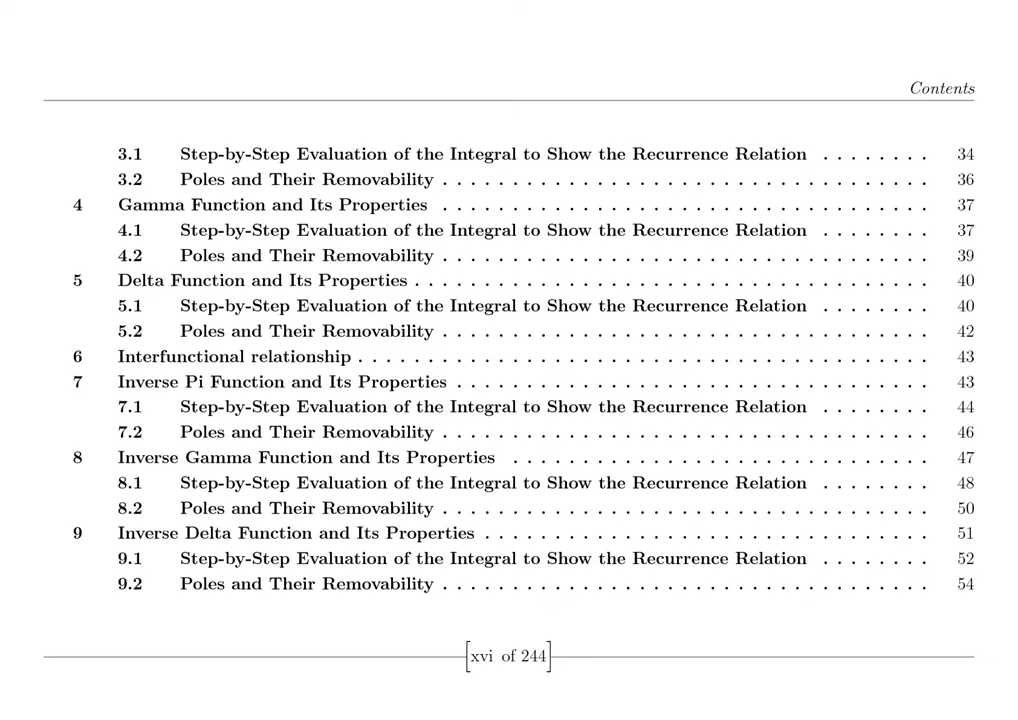 Contents
3.1 Step-by-Step Evaluation of the Integral to Show the Recurrence Relation . . . . . . . . 34
3.2 Poles and Their Removability . . . . . . . . . . . . . . . . . . . . . . . . . . . . . . . . . . . 36
4 Gamma Function and Its Properties . . . . . . . . . . . . . . . . . . . . . . . . . . . . . . . . . . . 37
4.1 Step-by-Step Evaluation of the Integral to Show the Recurrence Relation . . . . . . . . 37
4.2 Poles and Their Removability . . . . . . . . . . . . . . . . . . . . . . . . . . . . . . . . . . . 39
5 Delta Function and Its Properties . . . . . . . . . . . . . . . . . . . . . . . . . . . . . . . . . . . . . 40
5.1 Step-by-Step Evaluation of the Integral to Show the Recurrence Relation . . . . . . . . 40
5.2 Poles and Their Removability . . . . . . . . . . . . . . . . . . . . . . . . . . . . . . . . . . . 42
6 Interfunctional relationship . . . . . . . . . . . . . . . . . . . . . . . . . . . . . . . . . . . . . . . . . 43
7 Inverse Pi Function and Its Properties . . . . . . . . . . . . . . . . . . . . . . . . . . . . . . . . . . 43
7.1 Step-by-Step Evaluation of the Integral to Show the Recurrence Relation . . . . . . . . 44
7.2 Poles and Their Removability . . . . . . . . . . . . . . . . . . . . . . . . . . . . . . . . . . . 46
8 Inverse Gamma Function and Its Properties . . . . . . . . . . . . . . . . . . . . . . . . . . . . . . 47
8.1 Step-by-Step Evaluation of the Integral to Show the Recurrence Relation . . . . . . . . 48
8.2 Poles and Their Removability . . . . . . . . . . . . . . . . . . . . . . . . . . . . . . . . . . . 50
9 Inverse Delta Function and Its Properties . . . . . . . . . . . . . . . . . . . . . . . . . . . . . . . . 51
9.1 Step-by-Step Evaluation of the Integral to Show the Recurrence Relation . . . . . . . . 52
9.2 Poles and Their Removability . . . . . . . . . . . . . . . . . . . . . . . . . . . . . . . . . . . 54
[xvi of 244]